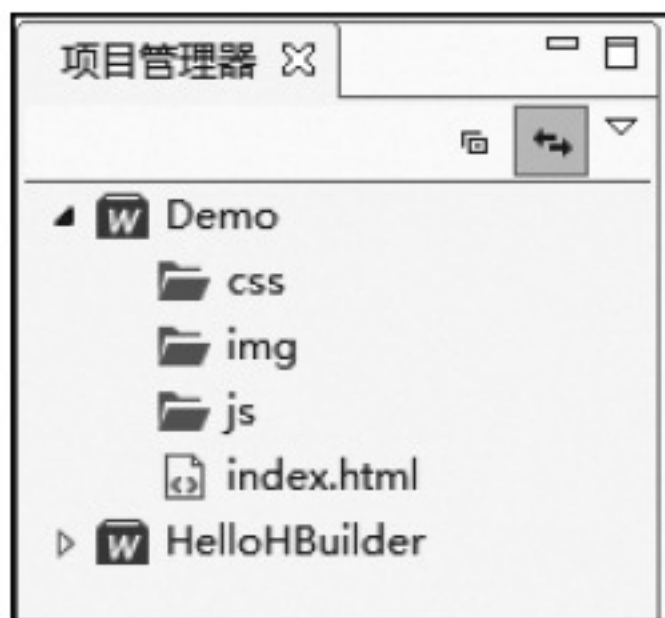 项目管理器
Demo
css
img
js
index.html
HelloHBuilder